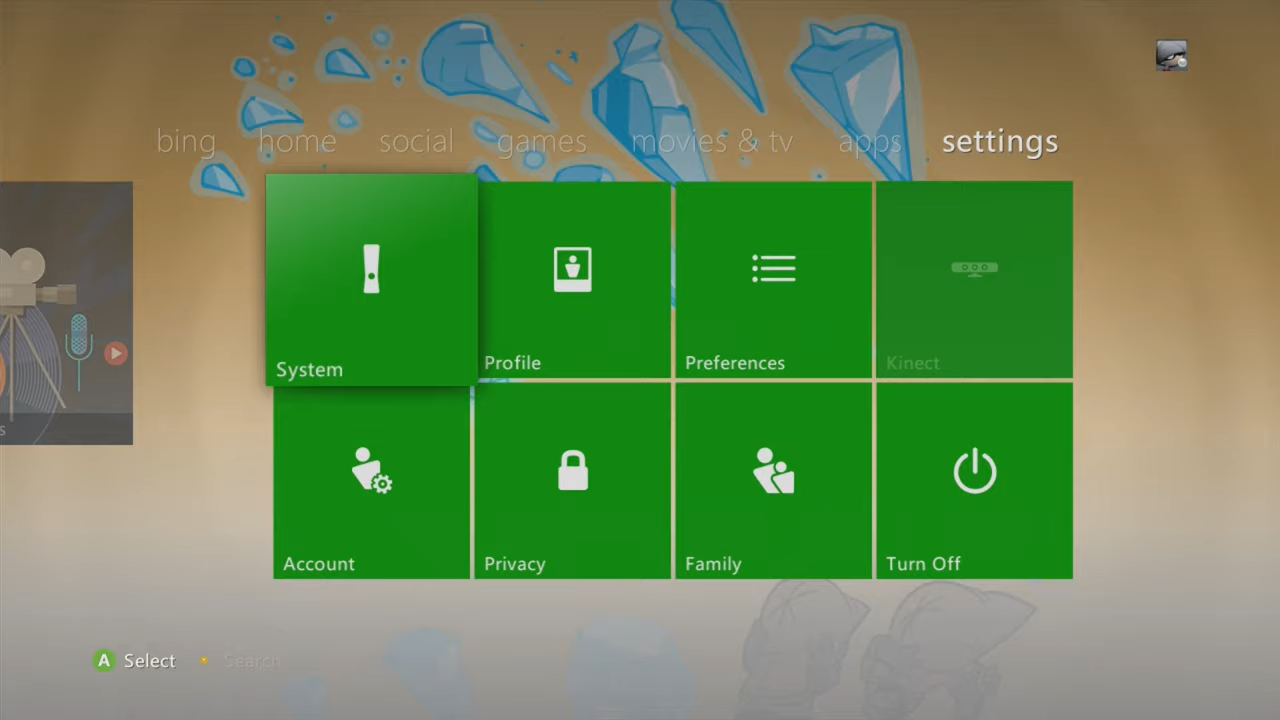 bing home social games movies & tv apps settings
System Profile Preferences Kinect
s
Account Privacy Family Turn Off
A Select Search